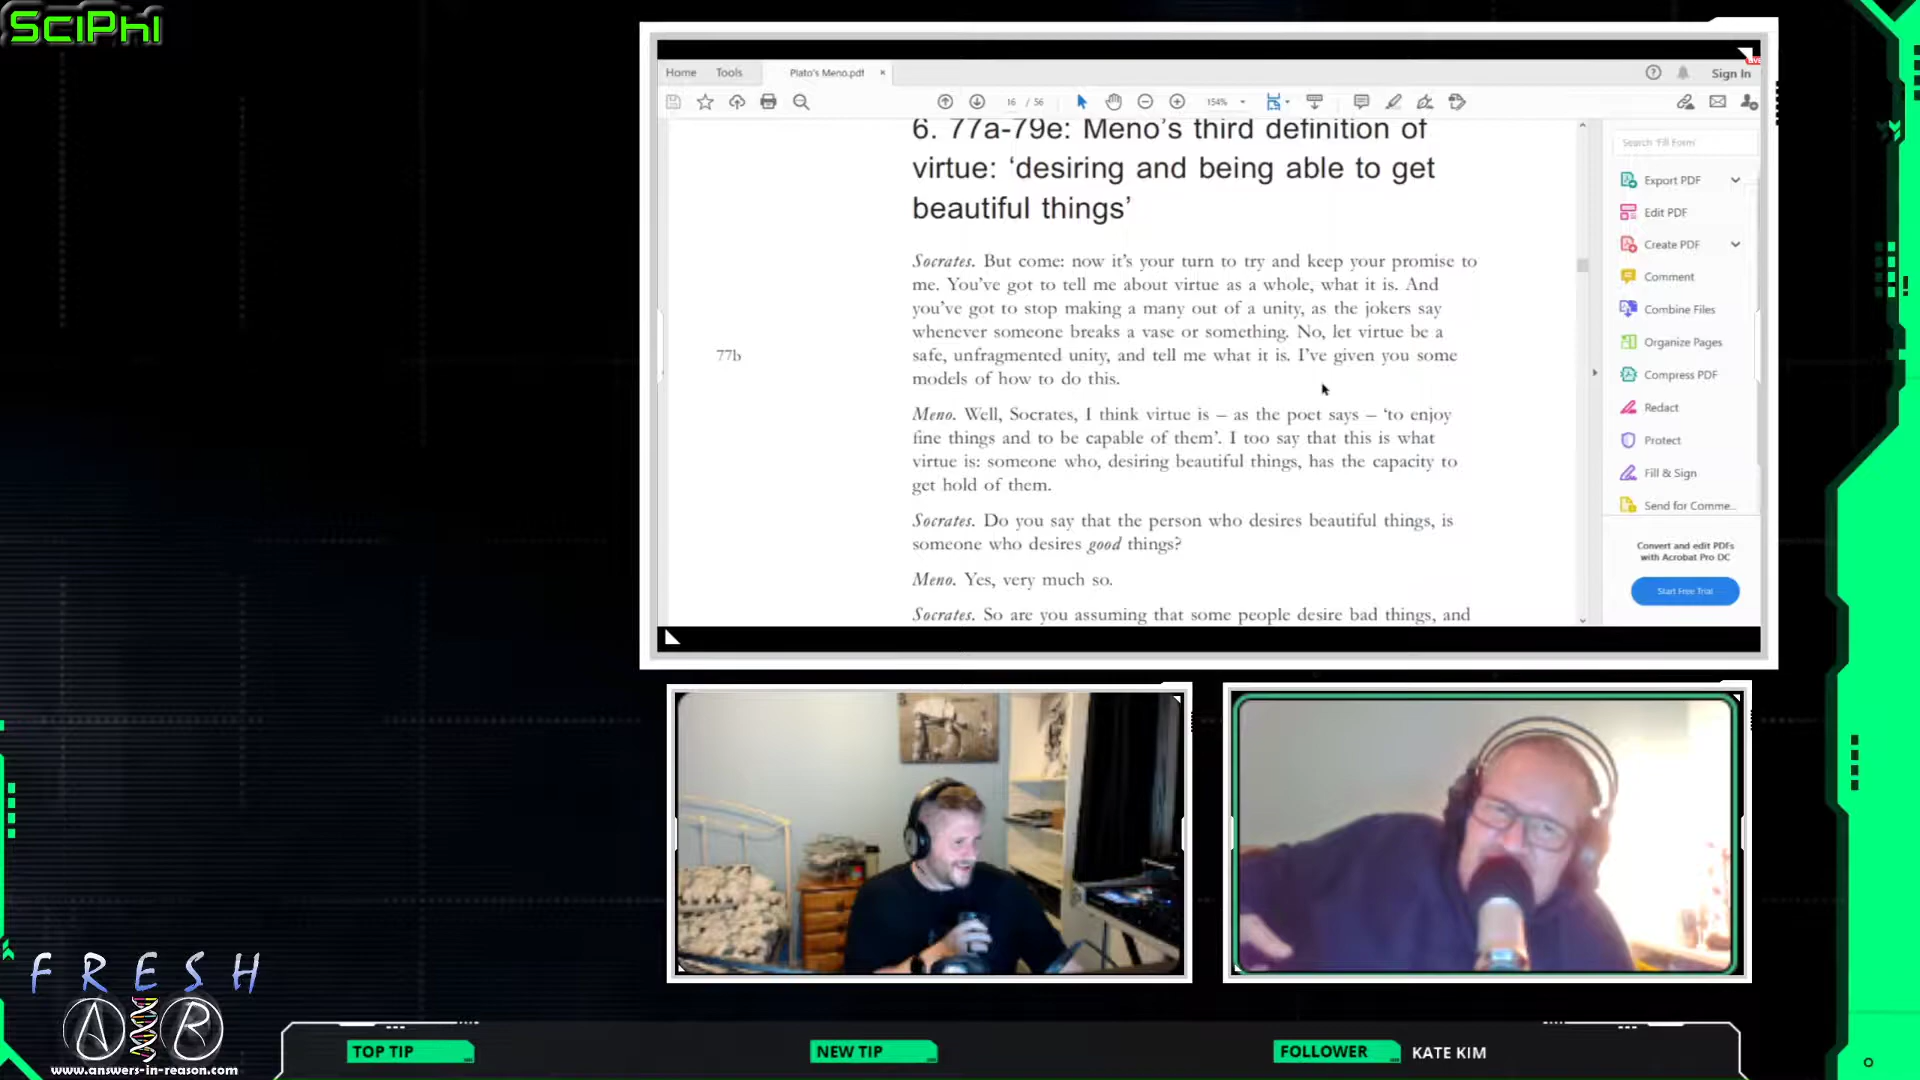 SciPhi
Home Tools Plato's Meno.pdf × Sign In
16 / 56 154%
6. 77a-79e: Meno's third definition of
virtue: 'desiring and being able to get
beautiful things'
Socrates. But come: now it's your turn to try and keep your promise to
me. You've got to tell me about virtue as a whole, what it is. And
you've got to stop making a many out of a unity, as the jokers say
whenever someone breaks a vase or something. No, let virtue be a
77b
safe, unfragmented unity, and tell me what it is. I've given you some
models of how to do this.
Meno. Well, Socrates, I think virtue is – as the poet says – 'to enjoy
fine things and to be capable of them'. I too say that this is what
virtue is: someone who, desiring beautiful things, has the capacity to
get hold of them.
Socrates. Do you say that the person who desires beautiful things, is
someone who desires good things?
Meno. Yes, very much so.
Socrates. So are you assuming that some people desire bad things, and
Search 'Fill Form'
Export PDF
Edit PDF
Create PDF
Comment
Combine Files
Organize Pages
Compress PDF
Redact
Protect
Fill & Sign
Send for Comme...
Convert and edit PDFs
with Acrobat Pro DC
Start Free Trial
FRESH
A R
www.answers-in-reason.com
TOP TIP
NEW TIP
FOLLOWER KATE KIM